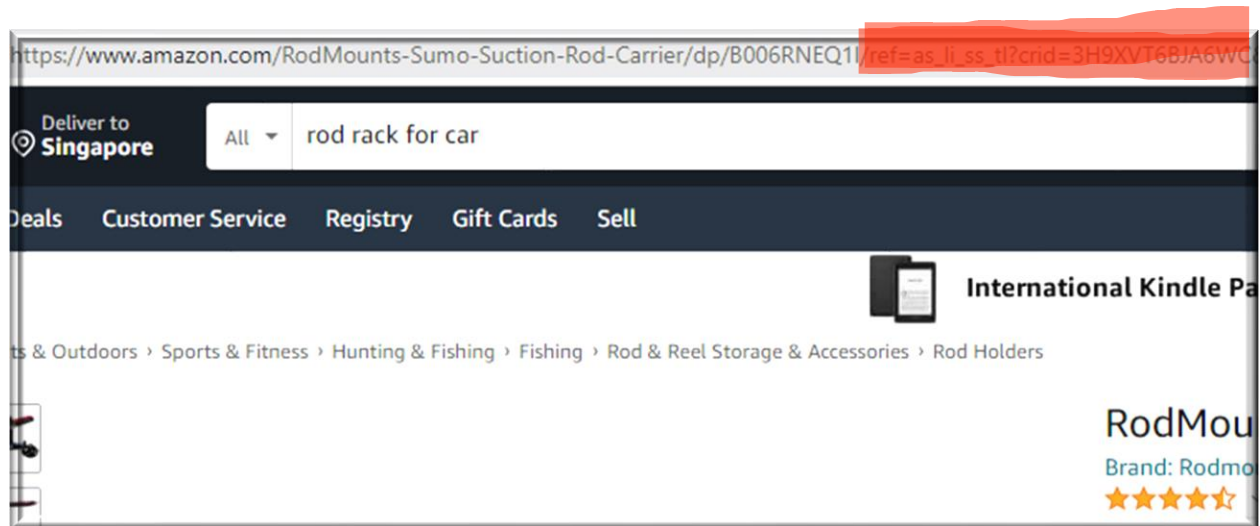 https://www.amazon.com/RodMounts-Sumo-Suction-Rod-Carrier/dp/B006RNEQ1I/ref=as_li_ss_tl?crid=3H9XVT6BJA6WC
Deliver to
Singapore
All
rod rack for car
Deals Customer Service Registry Gift Cards Sell
International Kindle Pa
ts & Outdoors › Sports & Fitness › Hunting & Fishing › Fishing › Rod & Reel Storage & Accessories › Rod Holders
RodMou
Brand: Rodmo